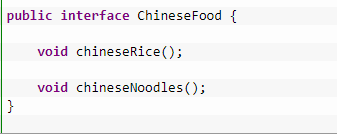 public interface ChineseFood {
void chineseRice();
void chineseNoodles();
}